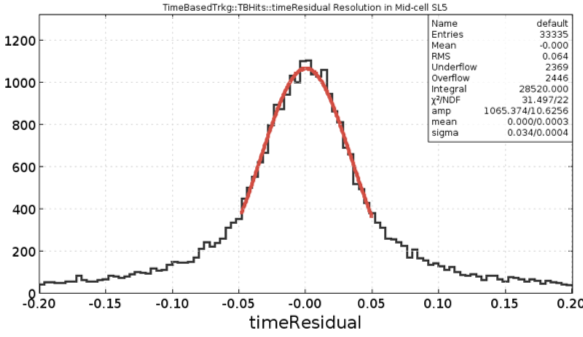 TimeBasedTrkg::TBHits::timeResidual Resolution in Mid-cell SL5
Name default
Entries 33335
Mean -0.000
RMS 0.064
Underflow 2369
Overflow 2446
Integral 28520.000
χ²/NDF 31.497/22
amp 1065.374/10.6256
mean 0.000/0.0003
sigma 0.034/0.0004
1200
1000
800
600
400
200
0
-0.20 -0.15 -0.10 -0.05 -0.00 0.05 0.10 0.15 0.20
timeResidual